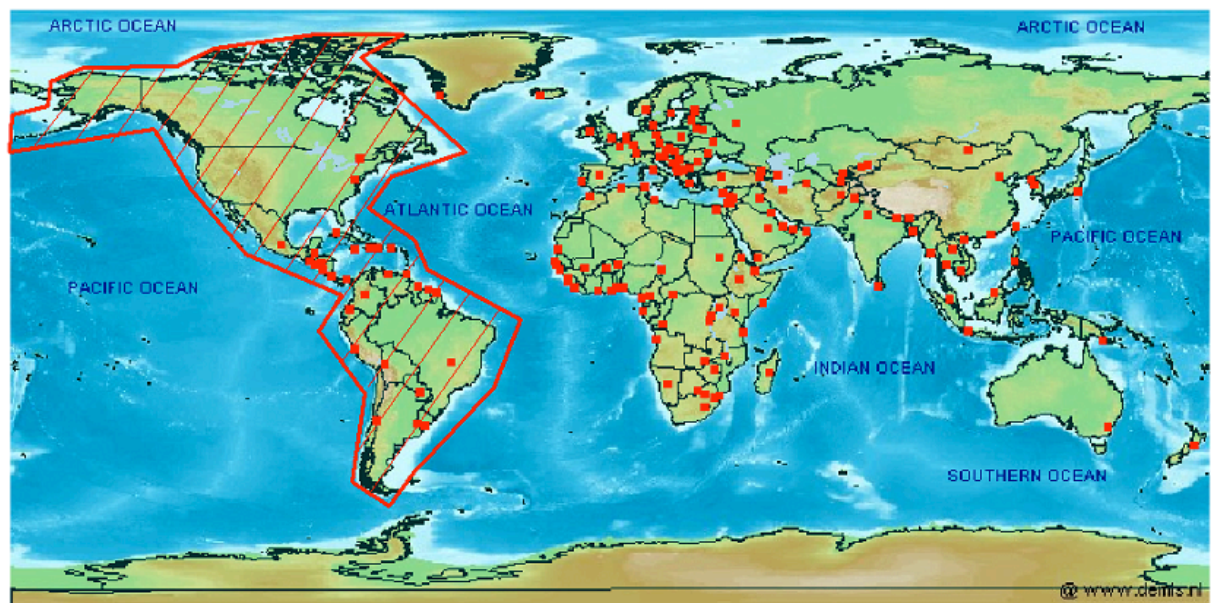 ARCTIC OCEAN
ARCTIC OCEAN
ATLANTIC OCEAN
PACIFIC OCEAN
PACIFIC OCEAN
INDIAN OCEAN
SOUTHERN OCEAN
@ www.demis.nl